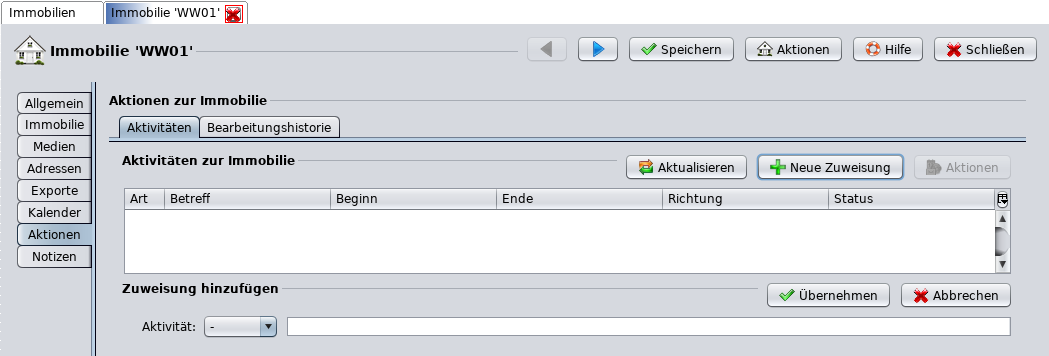 Immobilien Immobilie 'WW01'
Immobilie 'WW01' Speichern Aktionen Hilfe Schließen
Allgemein
Immobilie
Medien
Adressen
Exporte
Kalender
Aktionen
Notizen
Aktionen zur Immobilie
Aktivitäten Bearbeitungshistorie
Aktivitäten zur Immobilie Aktualisieren Neue Zuweisung Aktionen
Art Betreff Beginn Ende Richtung Status
Zuweisung hinzufügen Übernehmen Abbrechen
Aktivität: -